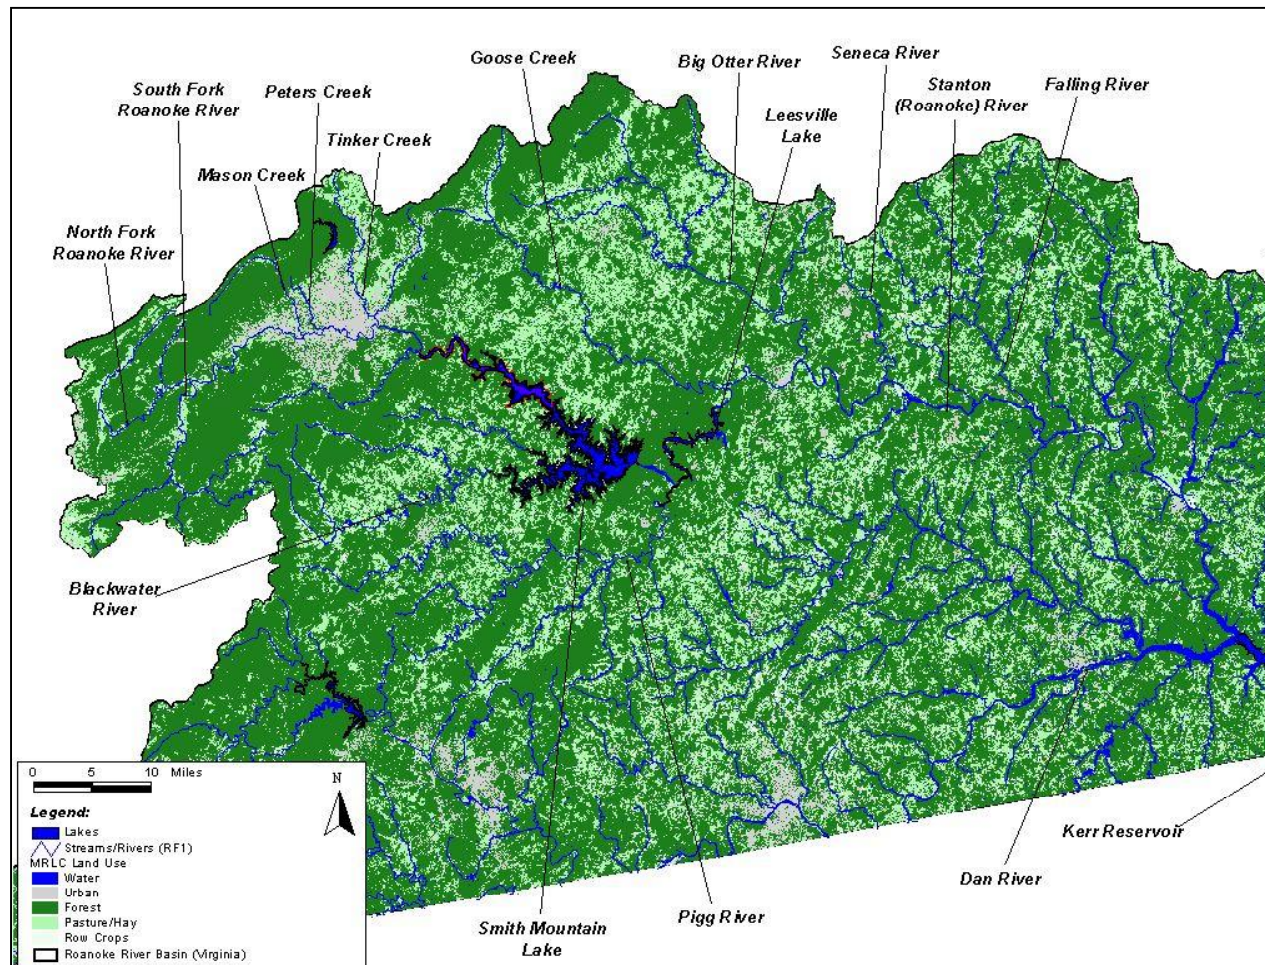 Goose Creek
Big Otter River
Seneca River
South Fork
Roanoke River
Peters Creek
Stanton
(Roanoke) River
Falling River
Leesville
Lake
Tinker Creek
Mason Creek
North Fork
Roanoke River
Blackwater
River
Kerr Reservoir
Dan River
Pigg River
Smith Mountain
Lake
0 5 10 Miles
N
Legend:
Lakes
Streams/Rivers (RF1)
MRLC Land Use
Water
Urban
Forest
Pasture/Hay
Row Crops
Roanoke River Basin (Virginia)